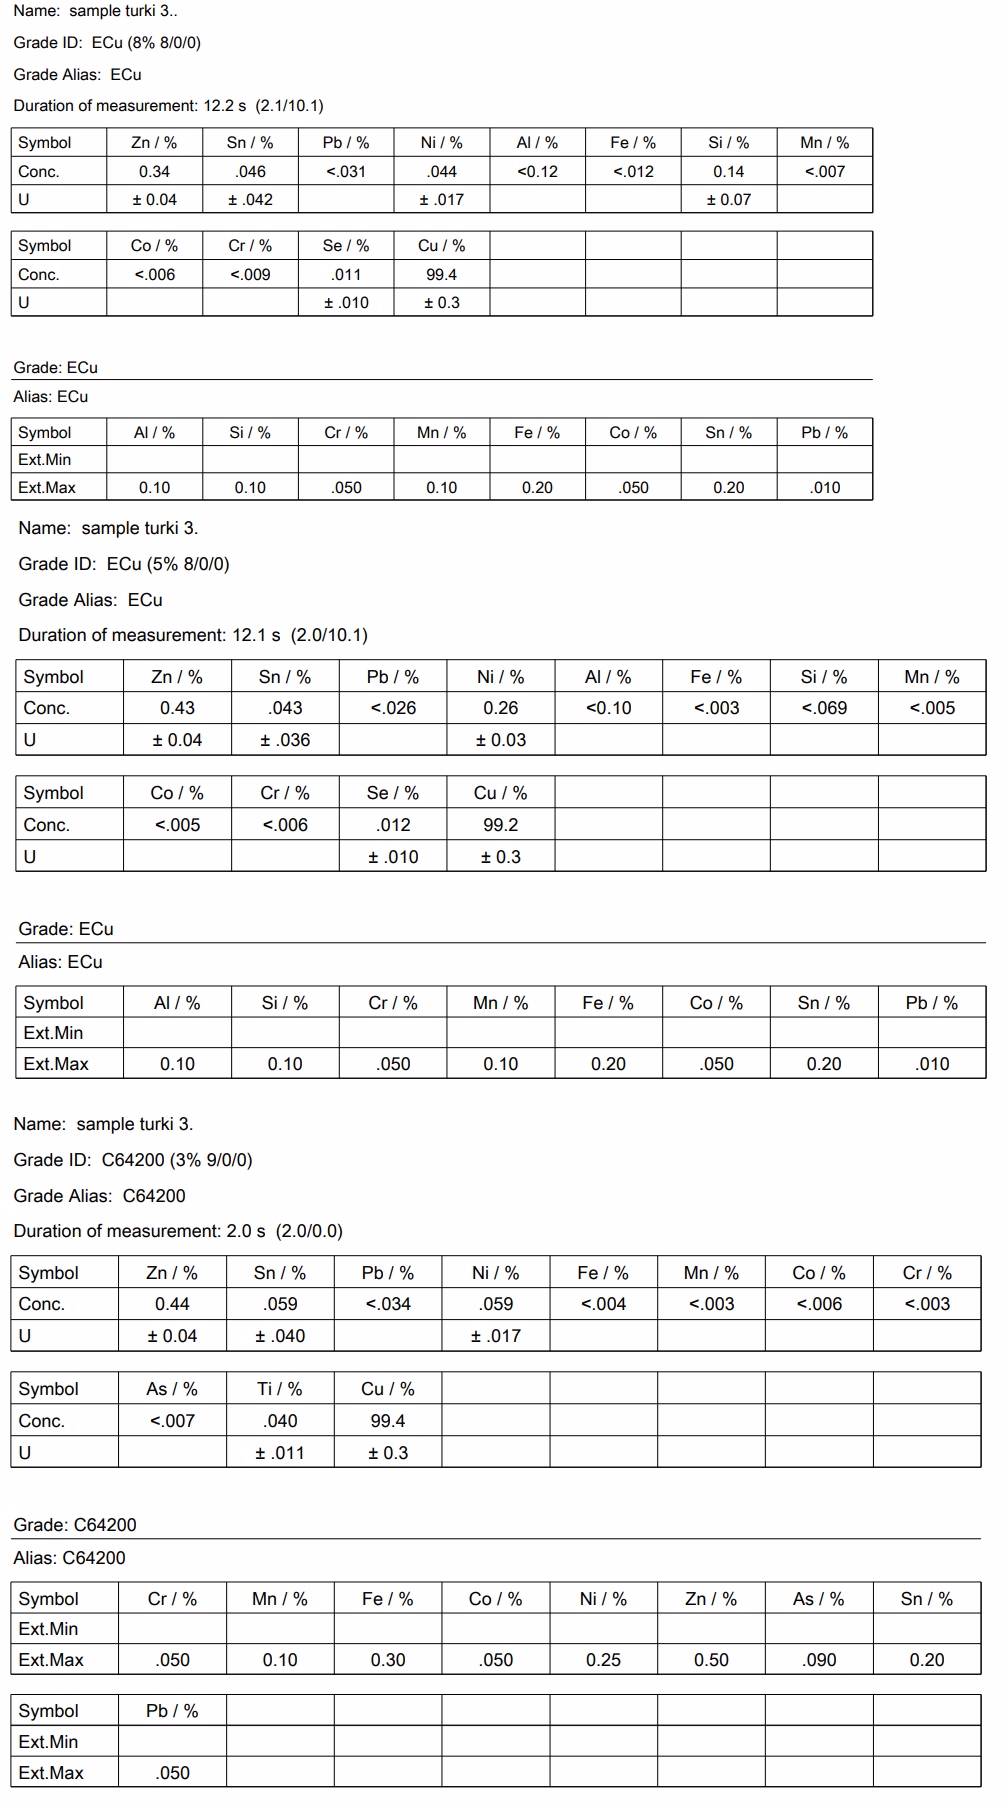 Name: sample turki 3..
Grade ID: ECu (8% 8/0/0)
Grade Alias: ECu
Duration of measurement: 12.2 s (2.1/10.1)
Symbol Zn / % Sn / % Pb / % Ni / % Al / % Fe / % Si / % Mn / %
Conc. 0.34 .046 <.031 .044 <0.12 <.012 0.14 <.007
U ± 0.04 ± .042 ± .017 ± 0.07
Symbol Co / % Cr / % Se / % Cu / %
Conc. <.006 <.009 .011 99.4
U ± .010 ± 0.3
Grade: ECu
Alias: ECu
Symbol Al / % Si / % Cr / % Mn / % Fe / % Co / % Sn / % Pb / %
Ext.Min
Ext.Max 0.10 0.10 .050 0.10 0.20 .050 0.20 .010
Name: sample turki 3.
Grade ID: ECu (5% 8/0/0)
Grade Alias: ECu
Duration of measurement: 12.1 s (2.0/10.1)
Symbol Zn / % Sn / % Pb / % Ni / % Al / % Fe / % Si / % Mn / %
Conc. 0.43 .043 <.026 0.26 <0.10 <.003 <.069 <.005
U ± 0.04 ± .036 ± 0.03
Symbol Co / % Cr / % Se / % Cu / %
Conc. <.005 <.006 .012 99.2
U ± .010 ± 0.3
Grade: ECu
Alias: ECu
Symbol Al / % Si / % Cr / % Mn / % Fe / % Co / % Sn / % Pb / %
Ext.Min
Ext.Max 0.10 0.10 .050 0.10 0.20 .050 0.20 .010
Name: sample turki 3.
Grade ID: C64200 (3% 9/0/0)
Grade Alias: C64200
Duration of measurement: 2.0 s (2.0/0.0)
Symbol Zn / % Sn / % Pb / % Ni / % Fe / % Mn / % Co / % Cr / %
Conc. 0.44 .059 <.034 .059 <.004 <.003 <.006 <.003
U ± 0.04 ± .040 ± .017
Symbol As / % Ti / % Cu / %
Conc. <.007 .040 99.4
U ± .011 ± 0.3
Grade: C64200
Alias: C64200
Symbol Cr / % Mn / % Fe / % Co / % Ni / % Zn / % As / % Sn / %
Ext.Min
Ext.Max .050 0.10 0.30 .050 0.25 0.50 .090 0.20
Symbol Pb / %
Ext.Min
Ext.Max .050